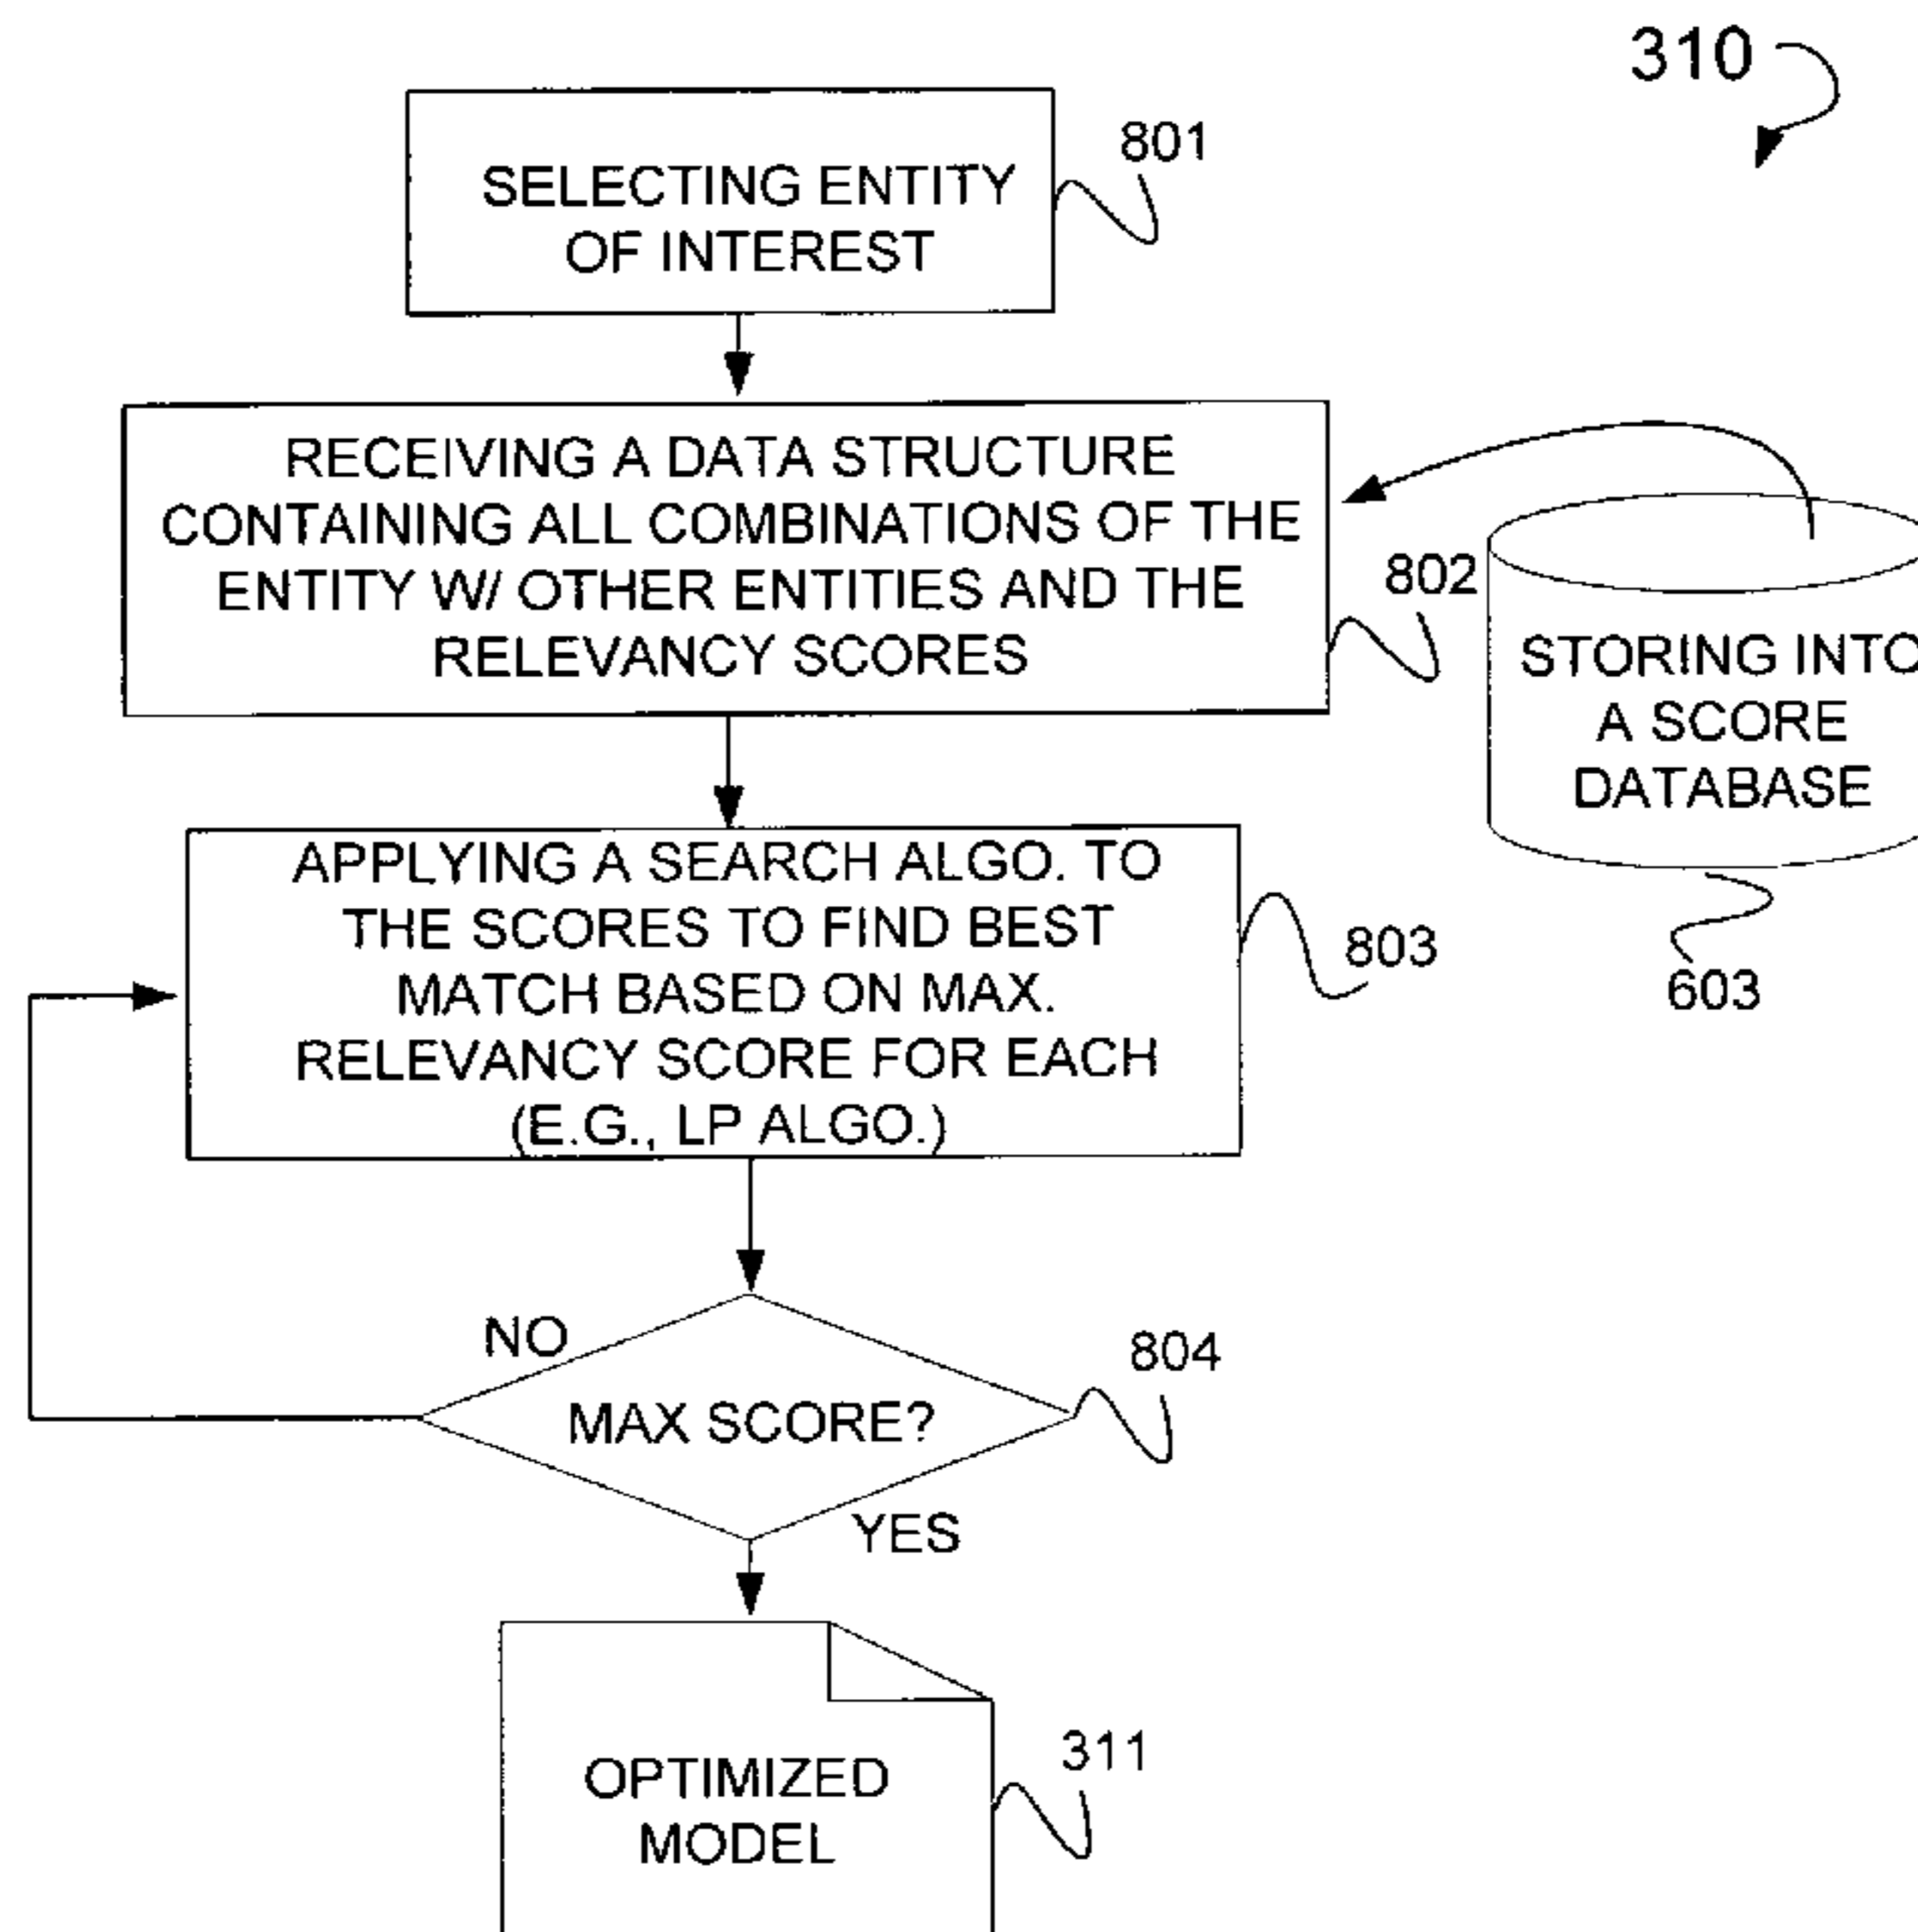 310
801
SELECTING ENTITY
OF INTEREST
RECEIVING A DATA STRUCTURE
CONTAINING ALL COMBINATIONS OF THE
ENTITY W/ OTHER ENTITIES AND THE
RELEVANCY SCORES
802
STORING INTO
A SCORE
DATABASE
603
APPLYING A SEARCH ALGO. TO
THE SCORES TO FIND BEST
MATCH BASED ON MAX.
RELEVANCY SCORE FOR EACH
(E.G., LP ALGO.)
803
NO
MAX SCORE?
804
YES
OPTIMIZED
MODEL
311